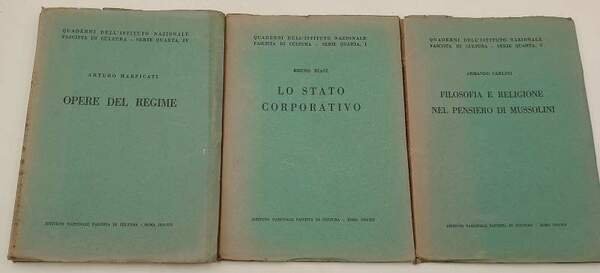 QUADERNI DELL'ISTITUTO NAZIONALE
FASCISTA DI CULTURA - SERIE QUARTA, IV
ARTURO MARPICATI
OPERE DEL REGIME
ISTITUTO NAZIONALE FASCISTA DI CULTURA - ROMA
QUADERNI DELL'ISTITUTO NAZIONALE
FASCISTA DI CULTURA - SERIE QUARTA, I
BRUNO BIAGI
LO STATO
CORPORATIVO
ISTITUTO NAZIONALE FASCISTA DI CULTURA - ROMA
QUADERNI DELL'ISTITUTO NAZIONALE
FASCISTA DI CULTURA - SERIE QUARTA,
ARMANDO CARLINI
FILOSOFIA E RELIGIONE
NEL PENSIERO DI MUSSOLINI
ISTITUTO NAZIONALE FASCISTA DI CULTURA - ROMA